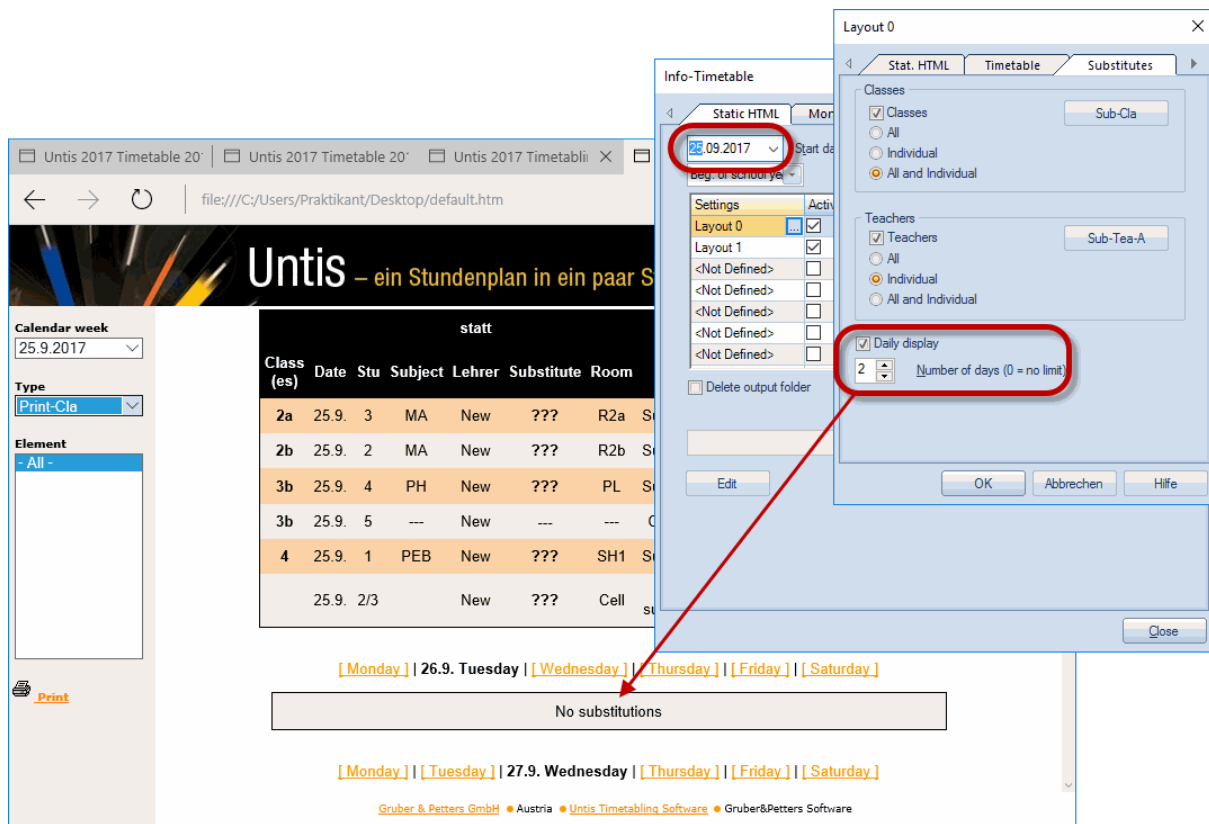 Untis 2017 Timetable 20
Untis 2017 Timetable 20
Untis 2017 Timetabli
file:///C:/Users/Praktikant/Desktop/default.htm
Untis – ein Stundenplan in ein paar S
Calendar week
25.9.2017
Type
Print-Cla
Element
- All -
Print
statt
Class (es) Date Stu Subject Lehrer Substitute Room
2a 25.9. 3 MA New ??? R2a
2b 25.9. 2 MA New ??? R2b
3b 25.9. 4 PH New ??? PL
3b 25.9. 5 --- New --- ---
4 25.9. 1 PEB New ??? SH1
25.9. 2/3 New ??? Cell
[ Monday ] | 26.9. Tuesday | [ Wednesday ] | [ Thursday ] | [ Friday ] | [ Saturday ]
No substitutions
[ Monday ] | [ Tuesday ] | 27.9. Wednesday | [ Thursday ] | [ Friday ] | [ Saturday ]
Gruber & Petters GmbH ● Austria ● Untis Timetabling Software ● Gruber&Petters Software
Info-Timetable
Static HTML
Mon
25.09.2017
Start da
Beg. of school ye
Settings Activ
Layout 0 ...
Layout 1
<Not Defined>
<Not Defined>
<Not Defined>
<Not Defined>
<Not Defined>
Delete output folder
Edit
Close
Layout 0
Stat. HTML
Timetable
Substitutes
Classes
Classes
Sub-Cla
All
Individual
All and Individual
Teachers
Teachers
Sub-Tea-A
All
Individual
All and Individual
Daily display
2 Number of days (0 = no limit)
OK
Abbrechen
Hilfe